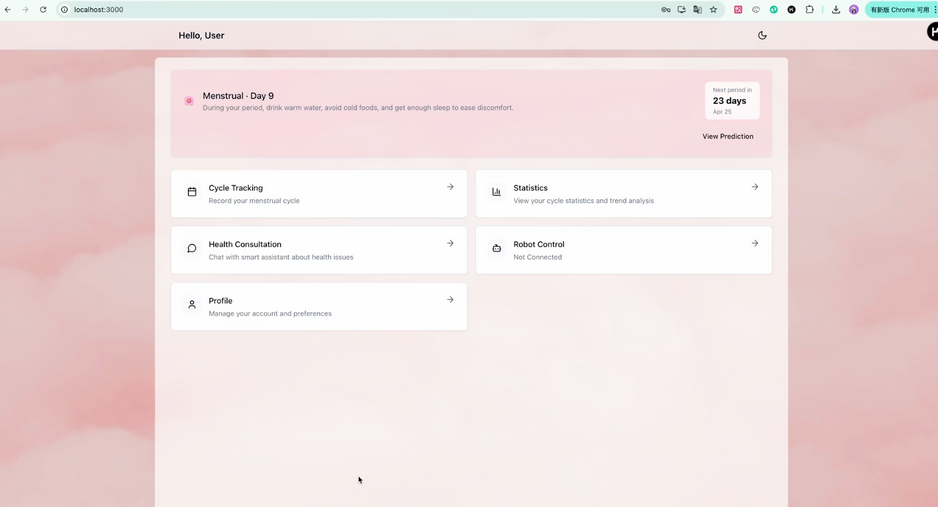 localhost:3000
有新版 Chrome 可用
Hello, User
Menstrual · Day 9
During your period, drink warm water, avoid cold foods, and get enough sleep to ease discomfort.
Next period in
23 days
Apr 25
View Prediction
Cycle Tracking
Record your menstrual cycle
Statistics
View your cycle statistics and trend analysis
Health Consultation
Chat with smart assistant about health issues
Robot Control
Not Connected
Profile
Manage your account and preferences